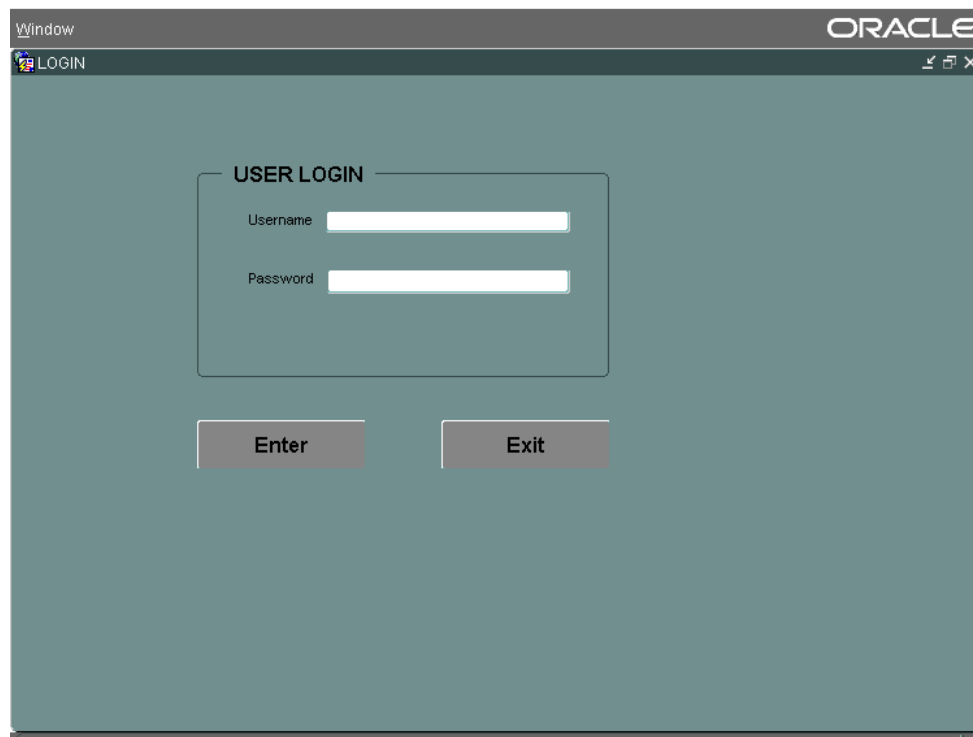 Window
ORACLE
LOGIN
USER LOGIN
Username
Password
Enter
Exit